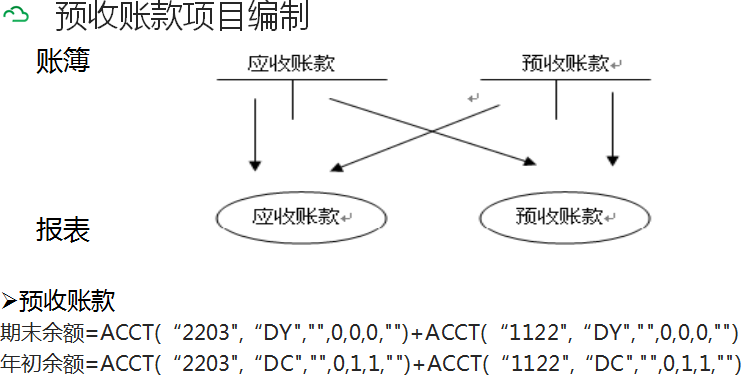 预收账款项目编制
账簿
应收账款 预收账款↵
↵
应收账款↵ 预收账款↵
报表
➢预收账款
期末余额=ACCT(“2203",“DY","",0,0,0,"")+ACCT(“1122",“DY","",0,0,0,"")
年初余额=ACCT(“2203",“DC","",0,1,1,"")+ACCT(“1122",“DC","",0,1,1,"")